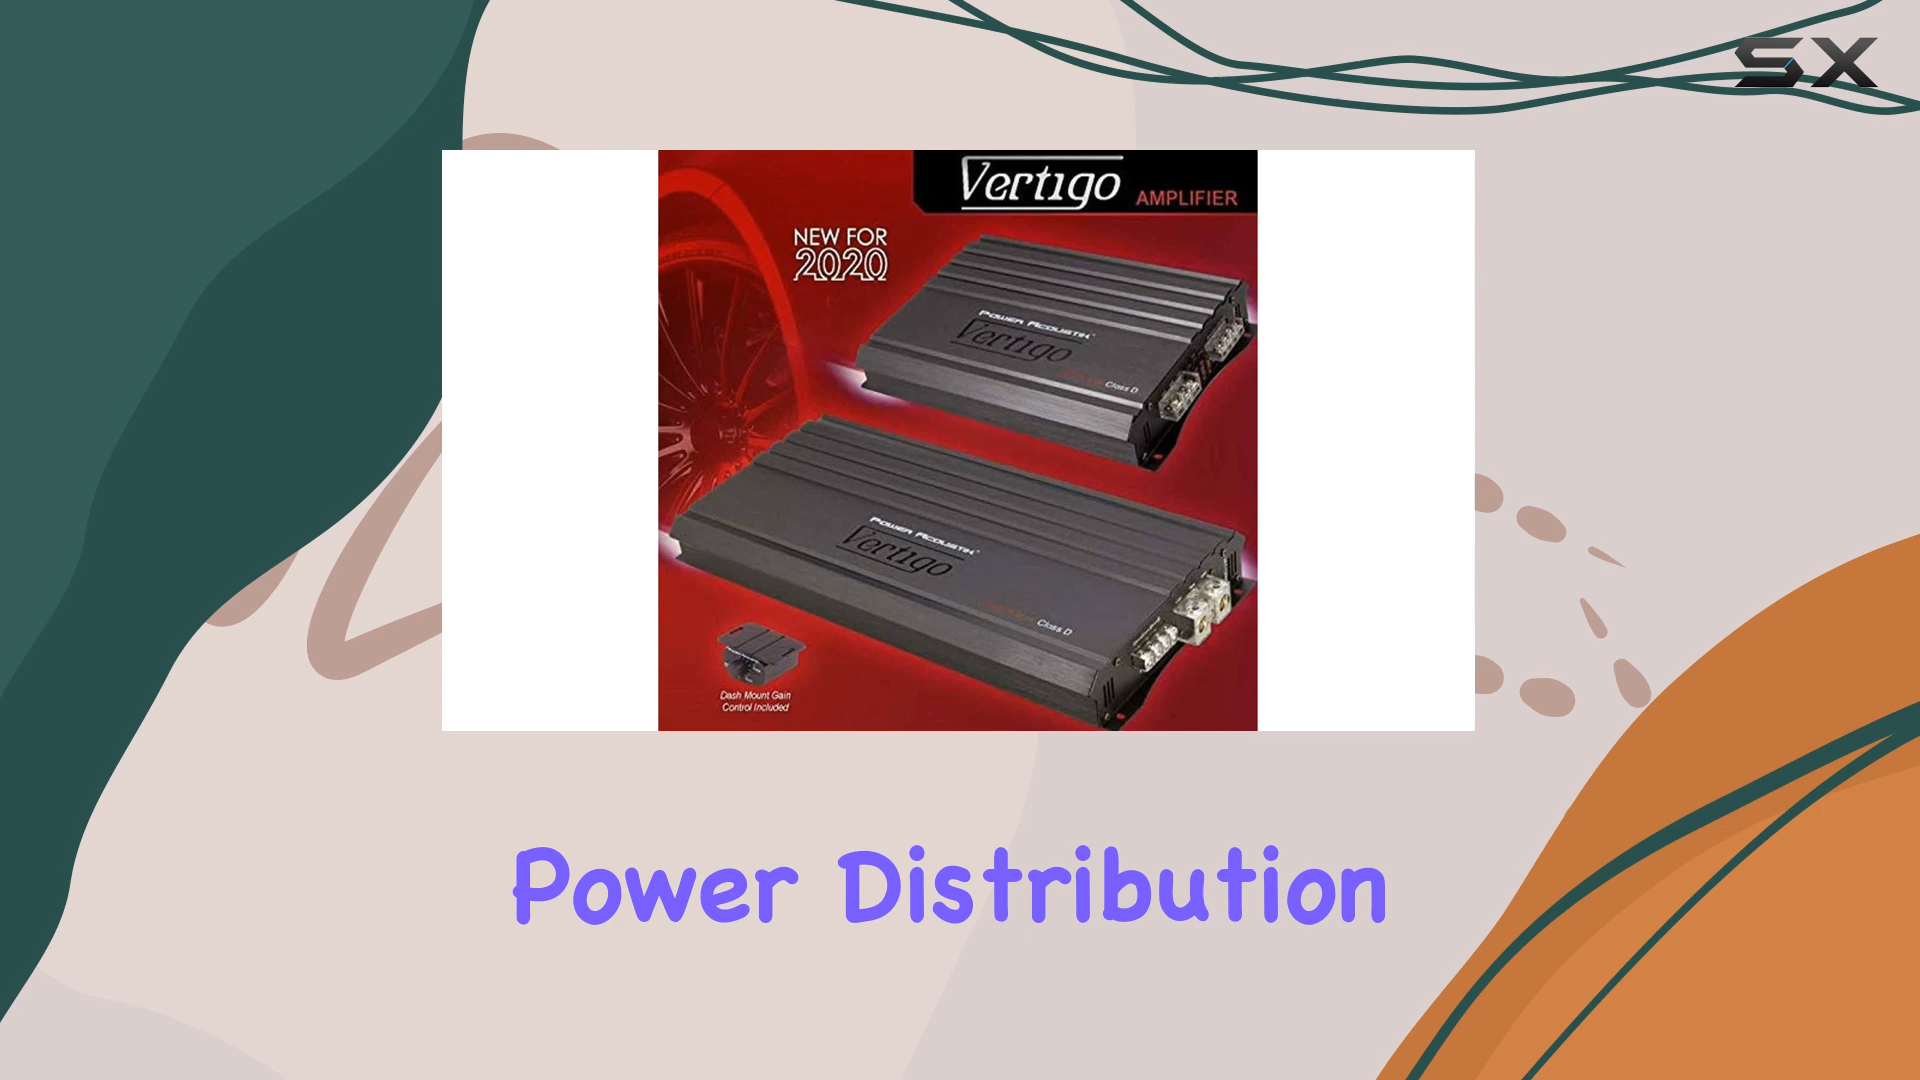 SX
Vertigo
AMPLIFIER
NEW FOR
2020
POWER ACOUSTIK
Vertigo
Class D
POWER ACOUSTIK
Vertigo
Class D
Dash Mount Gain
Control Included
Power Distribution